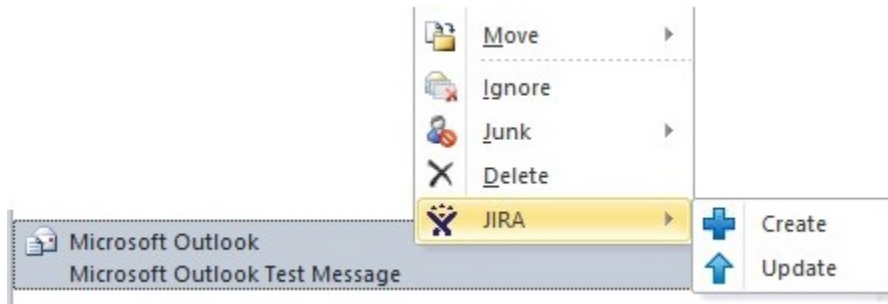 Move
Ignore
Junk
Delete
JIRA
Create
Update
Microsoft Outlook
Microsoft Outlook Test Message